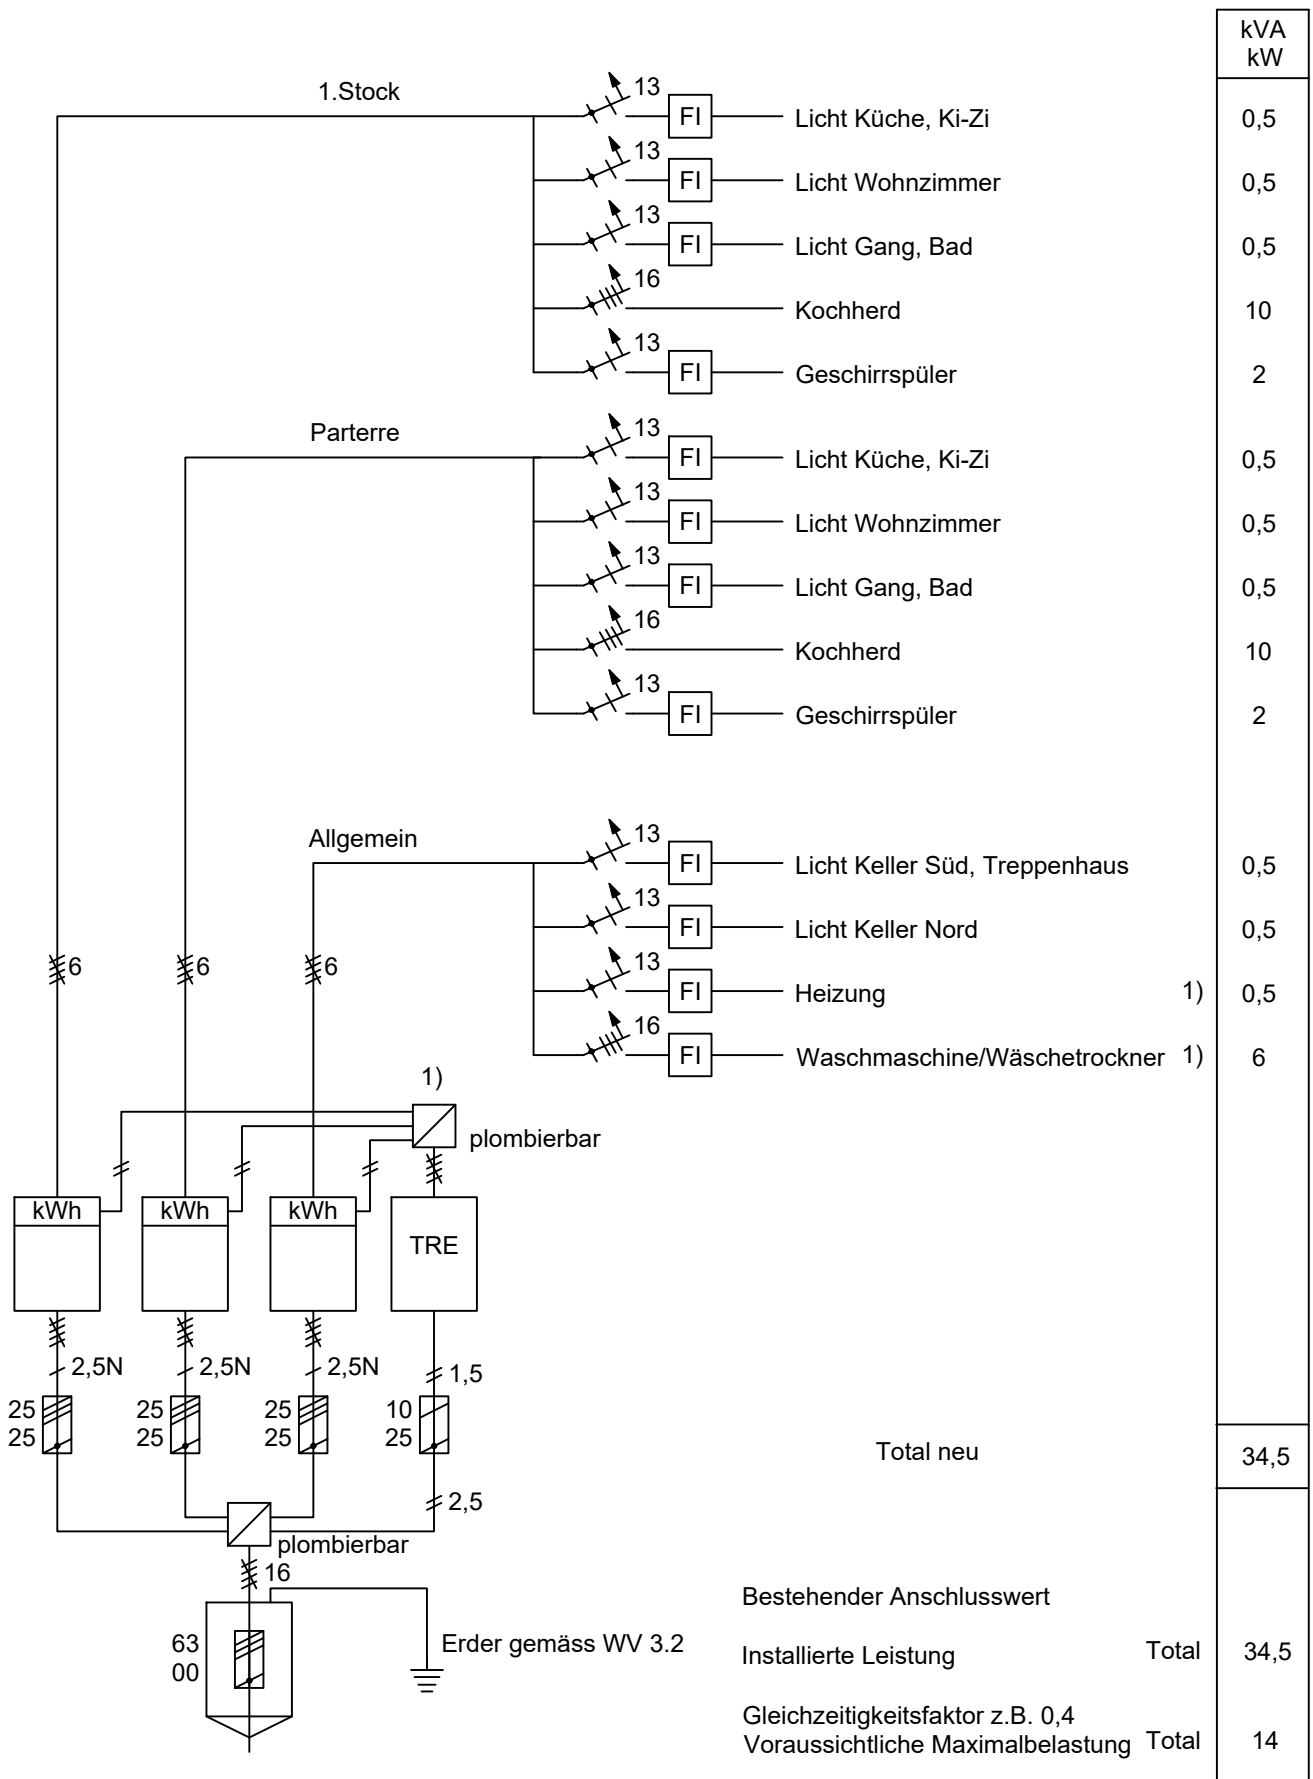 kVA
kW
1.Stock
13
FI
Licht Küche, Ki-Zi
0,5
13
FI
Licht Wohnzimmer
0,5
13
FI
Licht Gang, Bad
0,5
16
Kochherd
10
13
FI
Geschirrspüler
2
Parterre
13
FI
Licht Küche, Ki-Zi
0,5
13
FI
Licht Wohnzimmer
0,5
13
FI
Licht Gang, Bad
0,5
16
Kochherd
10
13
FI
Geschirrspüler
2
Allgemein
13
FI
Licht Keller Süd, Treppenhaus
0,5
13
FI
Licht Keller Nord
0,5
6
6
6
13
FI
Heizung
1)
0,5
16
FI
Waschmaschine/Wäschetrockner
1)
6
1)
plombierbar
kWh
kWh
kWh
TRE
2,5N
2,5N
2,5N
1,5
25
25
25
25
25
25
10
25
Total neu
34,5
2,5
plombierbar
16
Bestehender Anschlusswert
63
00
Erder gemäss WV 3.2
Installierte Leistung
Total
34,5
Gleichzeitigkeitsfaktor z.B. 0,4
Voraussichtliche Maximalbelastung
Total
14